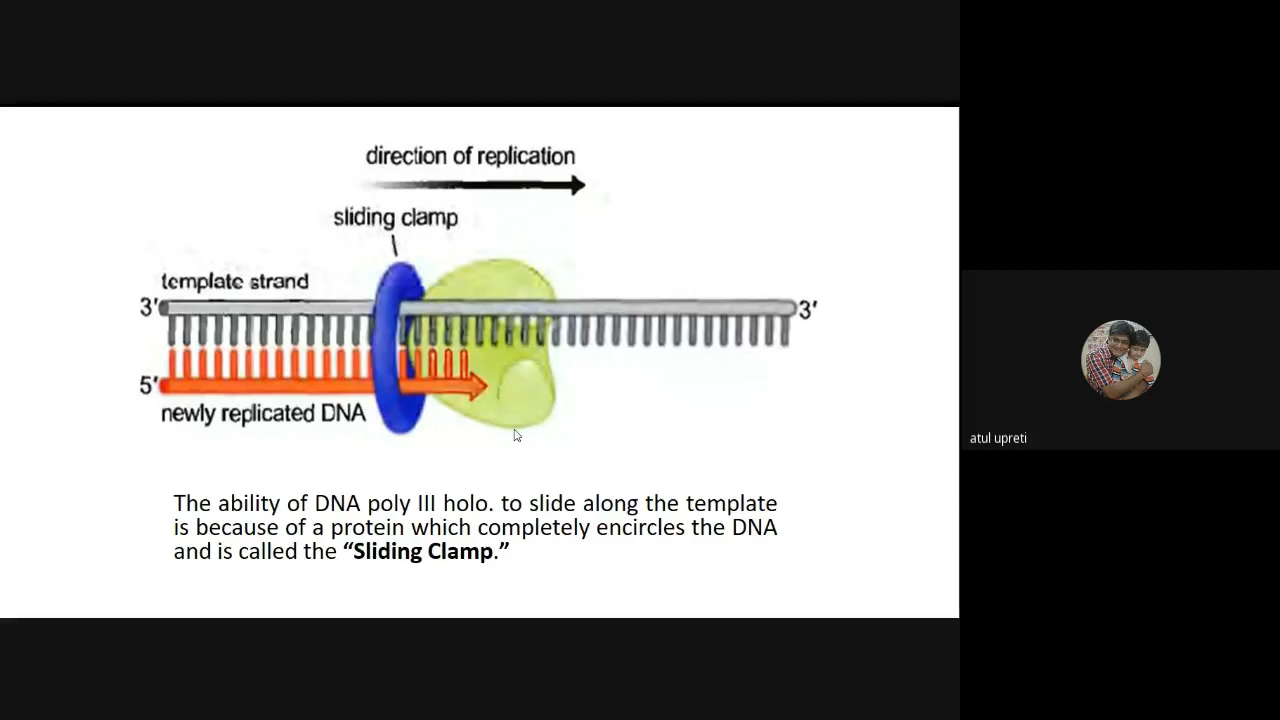 direction of replication
sliding clamp
template strand
3′ 3′
5′
newly replicated DNA
The ability of DNA poly III holo. to slide along the template
is because of a protein which completely encircles the DNA
and is called the “Sliding Clamp.”
atul upreti